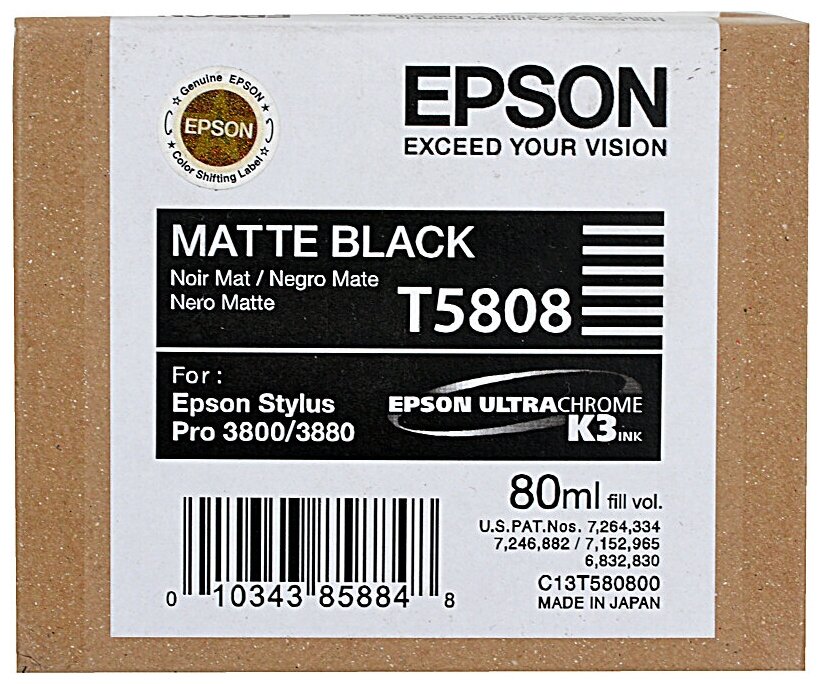 Genuine EPSON
EPSON
Color Shifting Label
EPSON
EXCEED YOUR VISION
MATTE BLACK
Noir Mat / Negro Mate
Nero Matte
T5808
For :
Epson Stylus
Pro 3800/3880
EPSON ULTRACHROME
K3 INK
80ml fill vol.
U.S.PAT.Nos. 7,264,334
7,246,882 / 7,152,965
6,832,830
C13T580800
MADE IN JAPAN
0 10343 85884 8